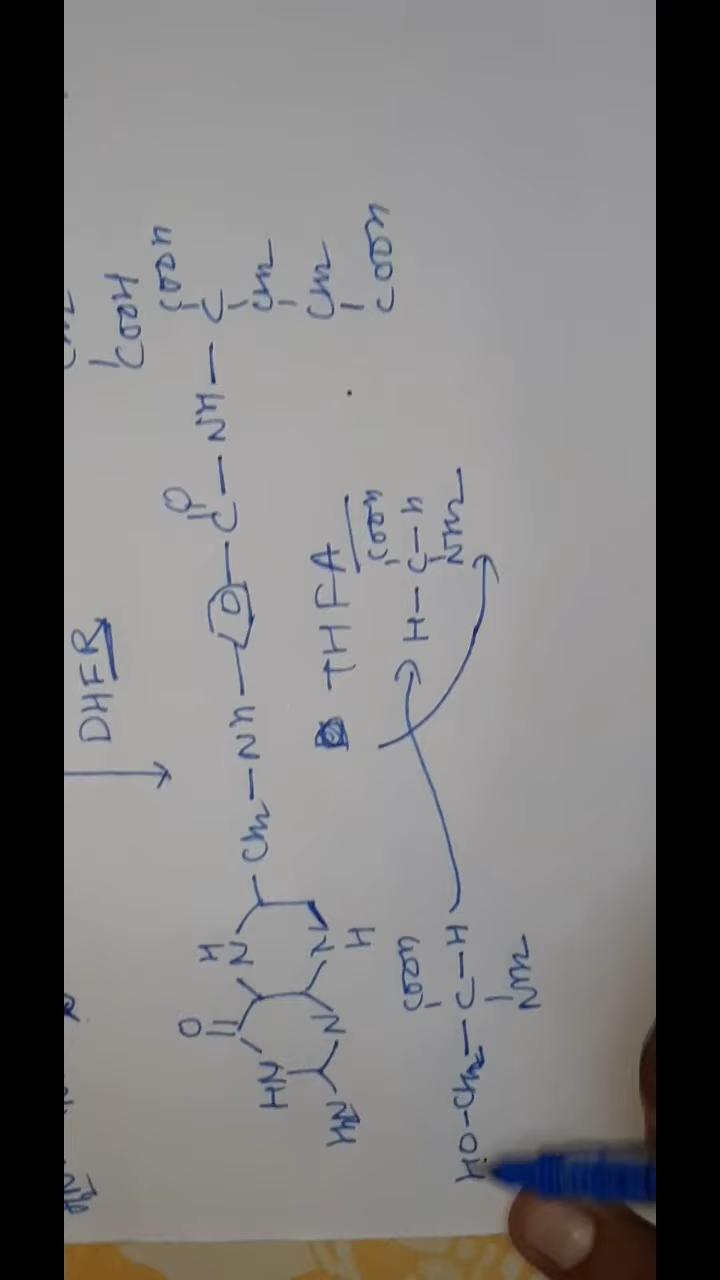 COOH
DHFR
O
COOH
H
N
CH2 — NH — — C — NH — C
HN
CH2
H2N
N
N
H
CH2
COOH
THFA
COOH
COOH
H — C — H
HO — CH2 — C — H
NH2
NH2